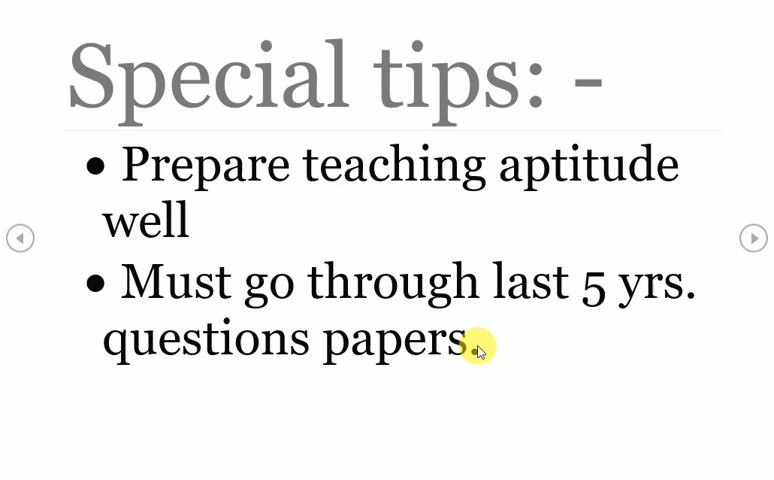 Special tips: -
• Prepare teaching aptitude
well
• Must go through last 5 yrs.
questions papers.